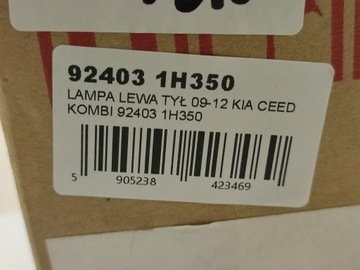 92403 1H350
LAMPA LEWA TYŁ 09-12 KIA CEED
KOMBI 92403 1H350
5 905238 423469